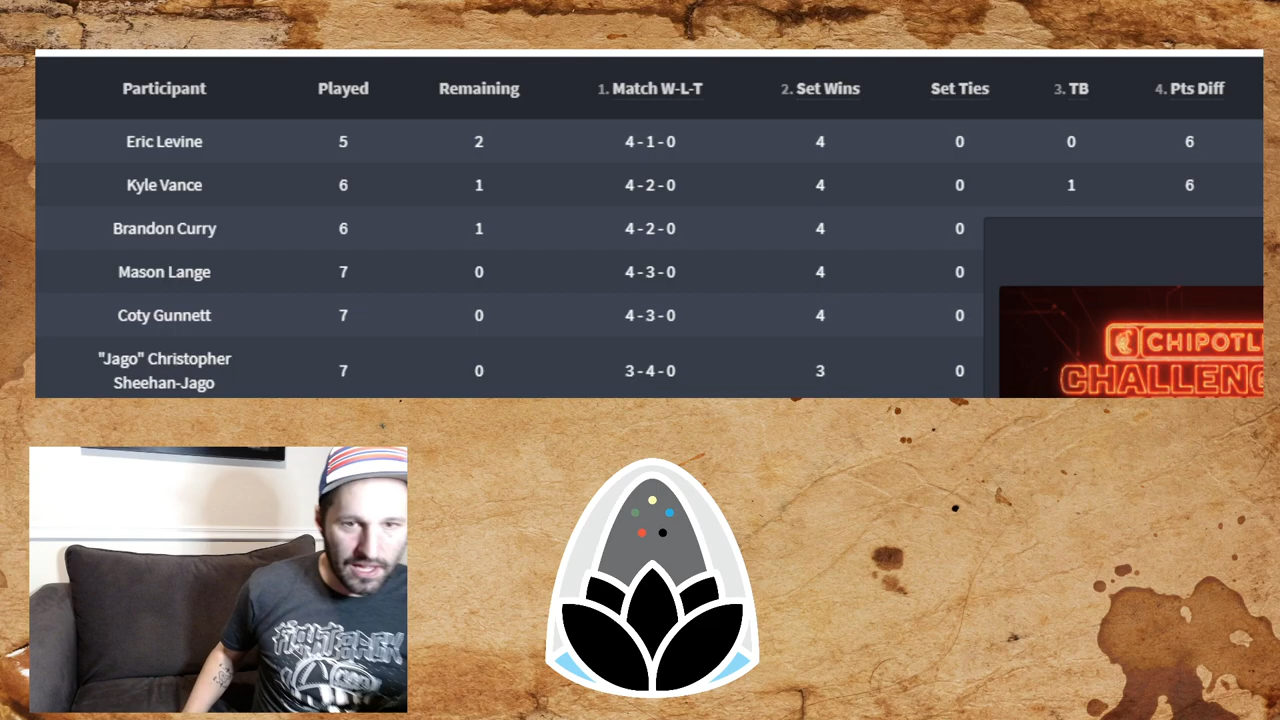 Participant Played Remaining 1. Match W-L-T 2. Set Wins Set Ties 3. TB 4. Pts Diff
Eric Levine 5 2 4 - 1 - 0 4 0 0 6
Kyle Vance 6 1 4 - 2 - 0 4 0 1 6
Brandon Curry 6 1 4 - 2 - 0 4 0
Mason Lange 7 0 4 - 3 - 0 4 0
Coty Gunnett 7 0 4 - 3 - 0 4 0
"Jago" Christopher
Sheehan-Jago 7 0 3 - 4 - 0 3 0
CHIPOTL
CHALLENG
FIGHTBACK